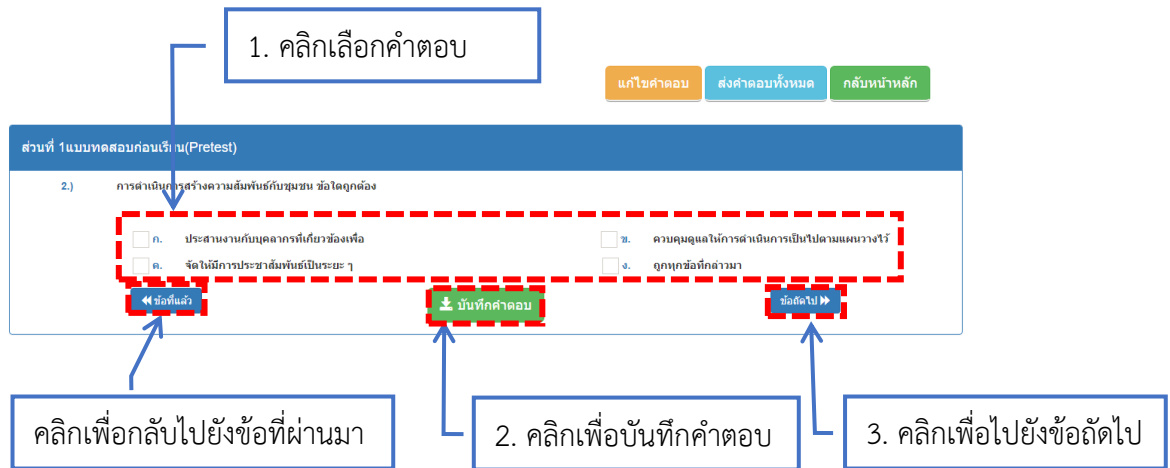 1. คลิกเลือกคำตอบ
แก้ไขคำตอบ ส่งคำตอบทั้งหมด กลับหน้าหลัก
ส่วนที่ 1แบบทดสอบก่อนเรียน(Pretest)
2.) การดำเนินการสร้างความสัมพันธ์กับชุมชน ข้อใดถูกต้อง
ก. ประสานงานกับบุคลากรที่เกี่ยวข้องเพื่อ ข. ควบคุมดูแลให้การดำเนินการเป็นไปตามแผนวางไว้
ค. จัดให้มีการประชาสัมพันธ์เป็นระยะ ๆ ง. ถูกทุกข้อที่กล่าวมา
ข้อที่แล้ว บันทึกคำตอบ ข้อถัดไป
คลิกเพื่อกลับไปยังข้อที่ผ่านมา 2. คลิกเพื่อบันทึกคำตอบ 3. คลิกเพื่อไปยังข้อถัดไป